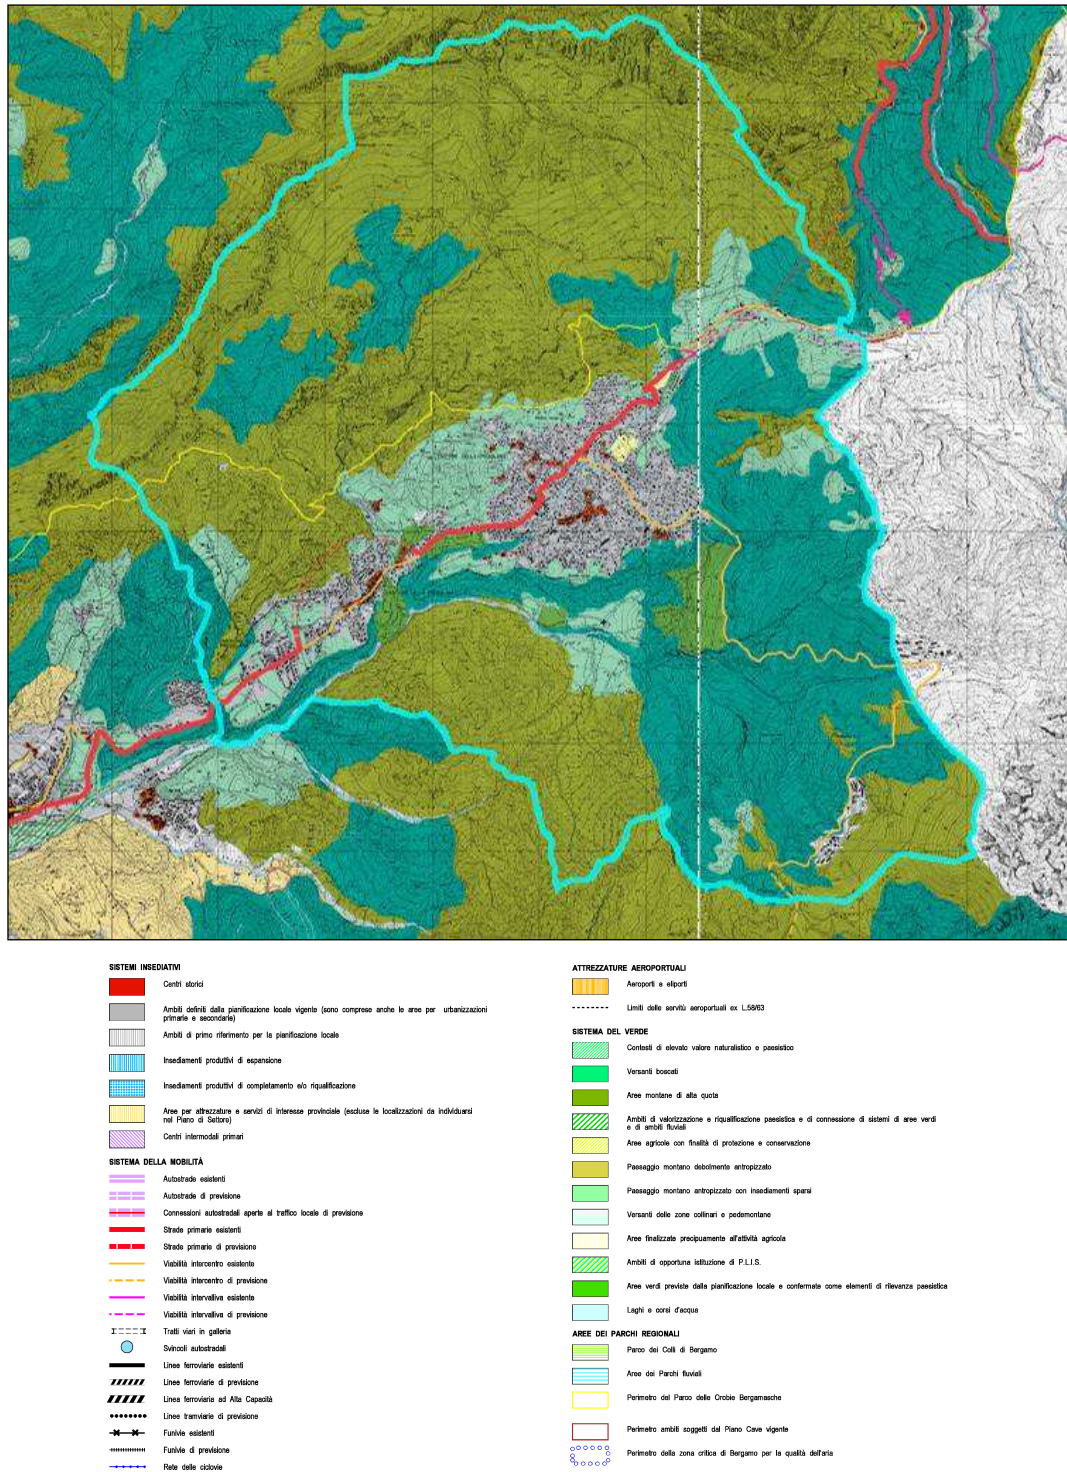 SISTEMI INSEDIATIVI
Centri storici
Ambiti definiti dalla pianificazione locale vigente (sono comprese anche le aree per urbanizzazioni
primarie e secondarie)
Ambiti di primo riferimento per la pianificazione locale
Insediamenti produttivi di espansione
Insediamenti produttivi di completamento e/o riqualificazione
Aree per attrezzature e servizi di interesse provinciale (escluse le localizzazioni da individuarsi
nel Piano di Settore)
Centri intermodali primari
SISTEMA DELLA MOBILITÀ
Autostrade esistenti
Autostrade di previsione
Connessioni autostradali aperte al traffico locale di previsione
Strade primarie esistenti
Strade primarie di previsione
Viabilità intercentro esistente
Viabilità intercentro di previsione
Viabilità intervalliva esistente
Viabilità intervalliva di previsione
Tratti viari in galleria
Svincoli autostradali
Linee ferroviarie esistenti
Linee ferroviarie di previsione
Linea ferroviaria ad Alta Capacità
Linee tramviarie di previsione
Funivie esistenti
Funivie di previsione
Rete delle ciclovie
ATTREZZATURE AEROPORTUALI
Aeroporti e eliporti
Limiti delle servitù aeroportuali ex L.58/63
SISTEMA DEL VERDE
Contesti di elevato valore naturalistico e paesistico
Versanti boscati
Aree montane di alta quota
Ambiti di valorizzazione e riqualificazione paesistica e di connessione di sistemi di aree verdi
e di ambiti fluviali
Aree agricole con finalità di protezione e conservazione
Paesaggio montano debolmente antropizzato
Paesaggio montano antropizzato con insediamenti sparsi
Versanti delle zone collinari e pedemontane
Aree finalizzate precipuamente all'attività agricola
Ambiti di opportuna istituzione di P.L.I.S.
Aree verdi previste dalla pianificazione locale e confermate come elementi di rilevanza paesistica
Laghi e corsi d'acqua
AREE DEI PARCHI REGIONALI
Parco dei Colli di Bergamo
Aree dei Parchi fluviali
Perimetro del Parco delle Orobie Bergamasche
Perimetro ambiti soggetti dal Piano Cave vigente
Perimetro della zona critica di Bergamo per la qualità dell'aria